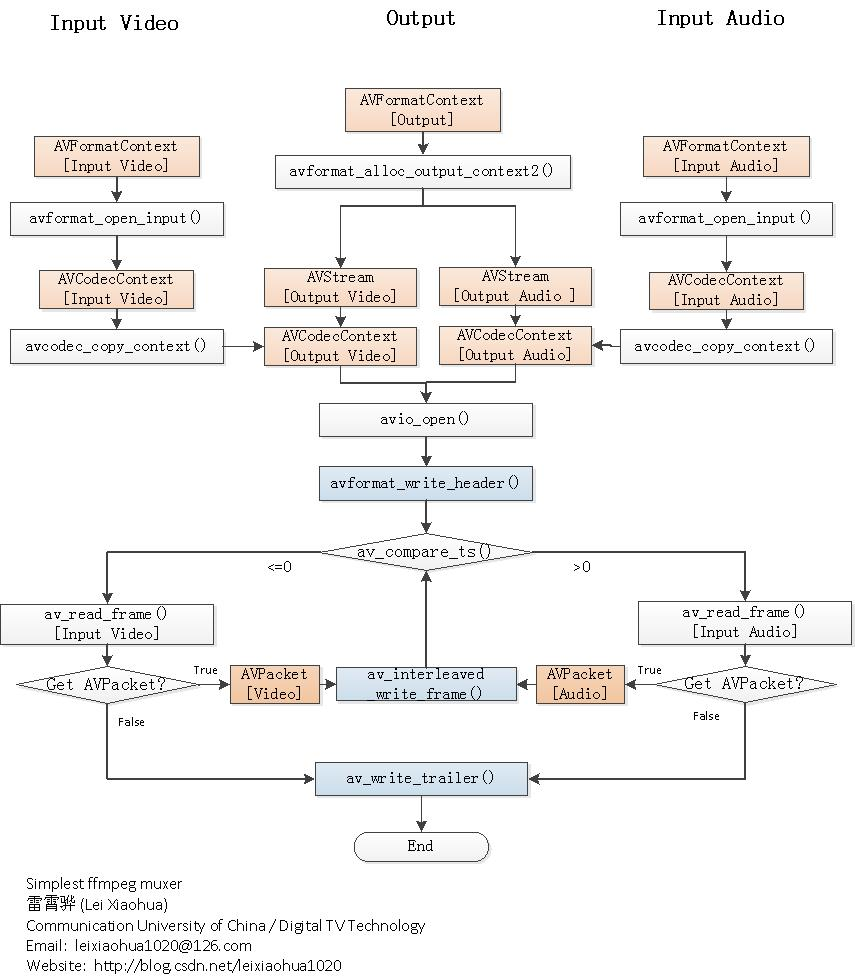 Input Video
Output
Input Audio
AVFormatContext
[Output]
AVFormatContext
[Input Video]
AVFormatContext
[Input Audio]
avformat_alloc_output_context2()
avformat_open_input()
avformat_open_input()
AVCodecContext
[Input Video]
AVStream
[Output Video]
AVStream
[Output Audio ]
AVCodecContext
[Input Audio]
avcodec_copy_context()
AVCodecContext
[Output Video]
AVCodecContext
[Output Audio]
avcodec_copy_context()
avio_open()
avformat_write_header()
av_compare_ts()
<=0
>0
av_read_frame()
[Input Video]
av_read_frame()
[Input Audio]
Get AVPacket?
True
AVPacket
[Video]
av_interleaved
_write_frame()
AVPacket
[Audio]
True
Get AVPacket?
False
False
av_write_trailer()
End
Simplest ffmpeg muxer
雷霄骅 (Lei Xiaohua)
Communication University of China / Digital TV Technology
Email: leixiaohua1020@126.com
Website: http://blog.csdn.net/leixiaohua1020